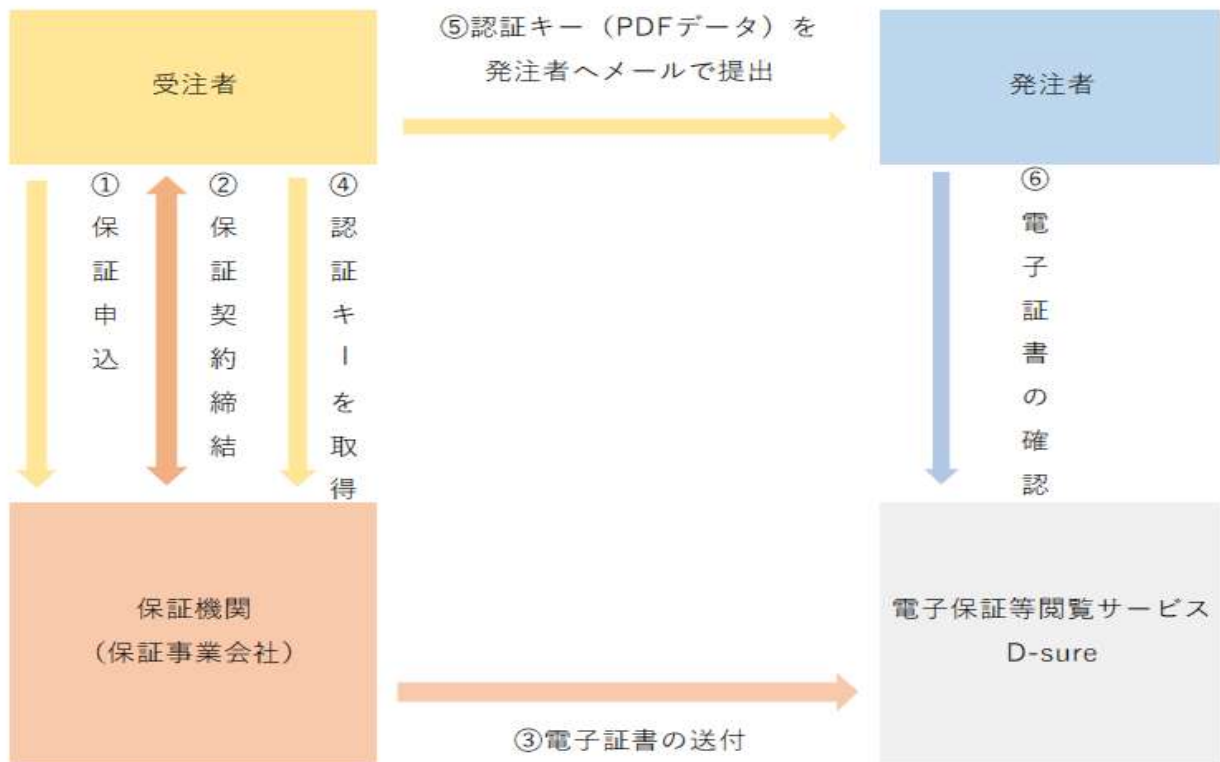 受注者
⑤認証キー（PDFデータ）を
発注者へメールで提出
発注者
①保証申込
②保証契約締結
④認証キーを取得
⑥電子証書の確認
保証機関
（保証事業会社）
③電子証書の送付
電子保証等閲覧サービス
D-sure